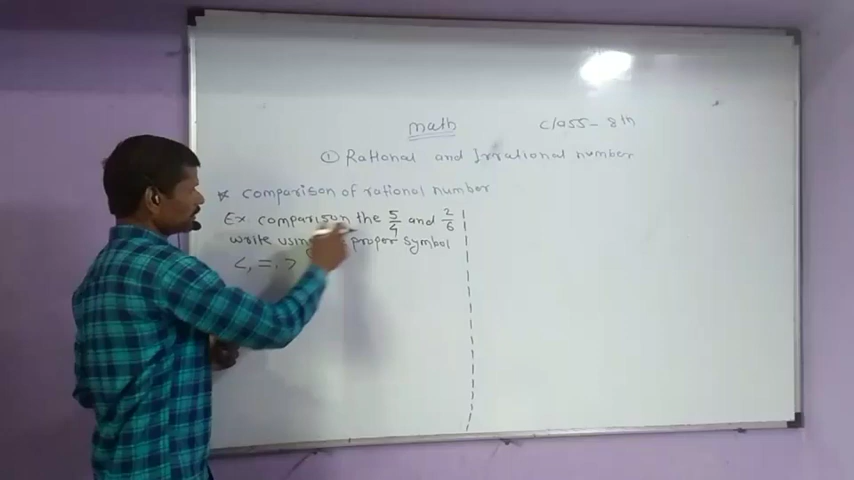 math
class - 8th
① Rational and Irrational number
* comparison of rational number
Ex comparison the 5/4 and 2/6
write using proper symbol
<, =, >